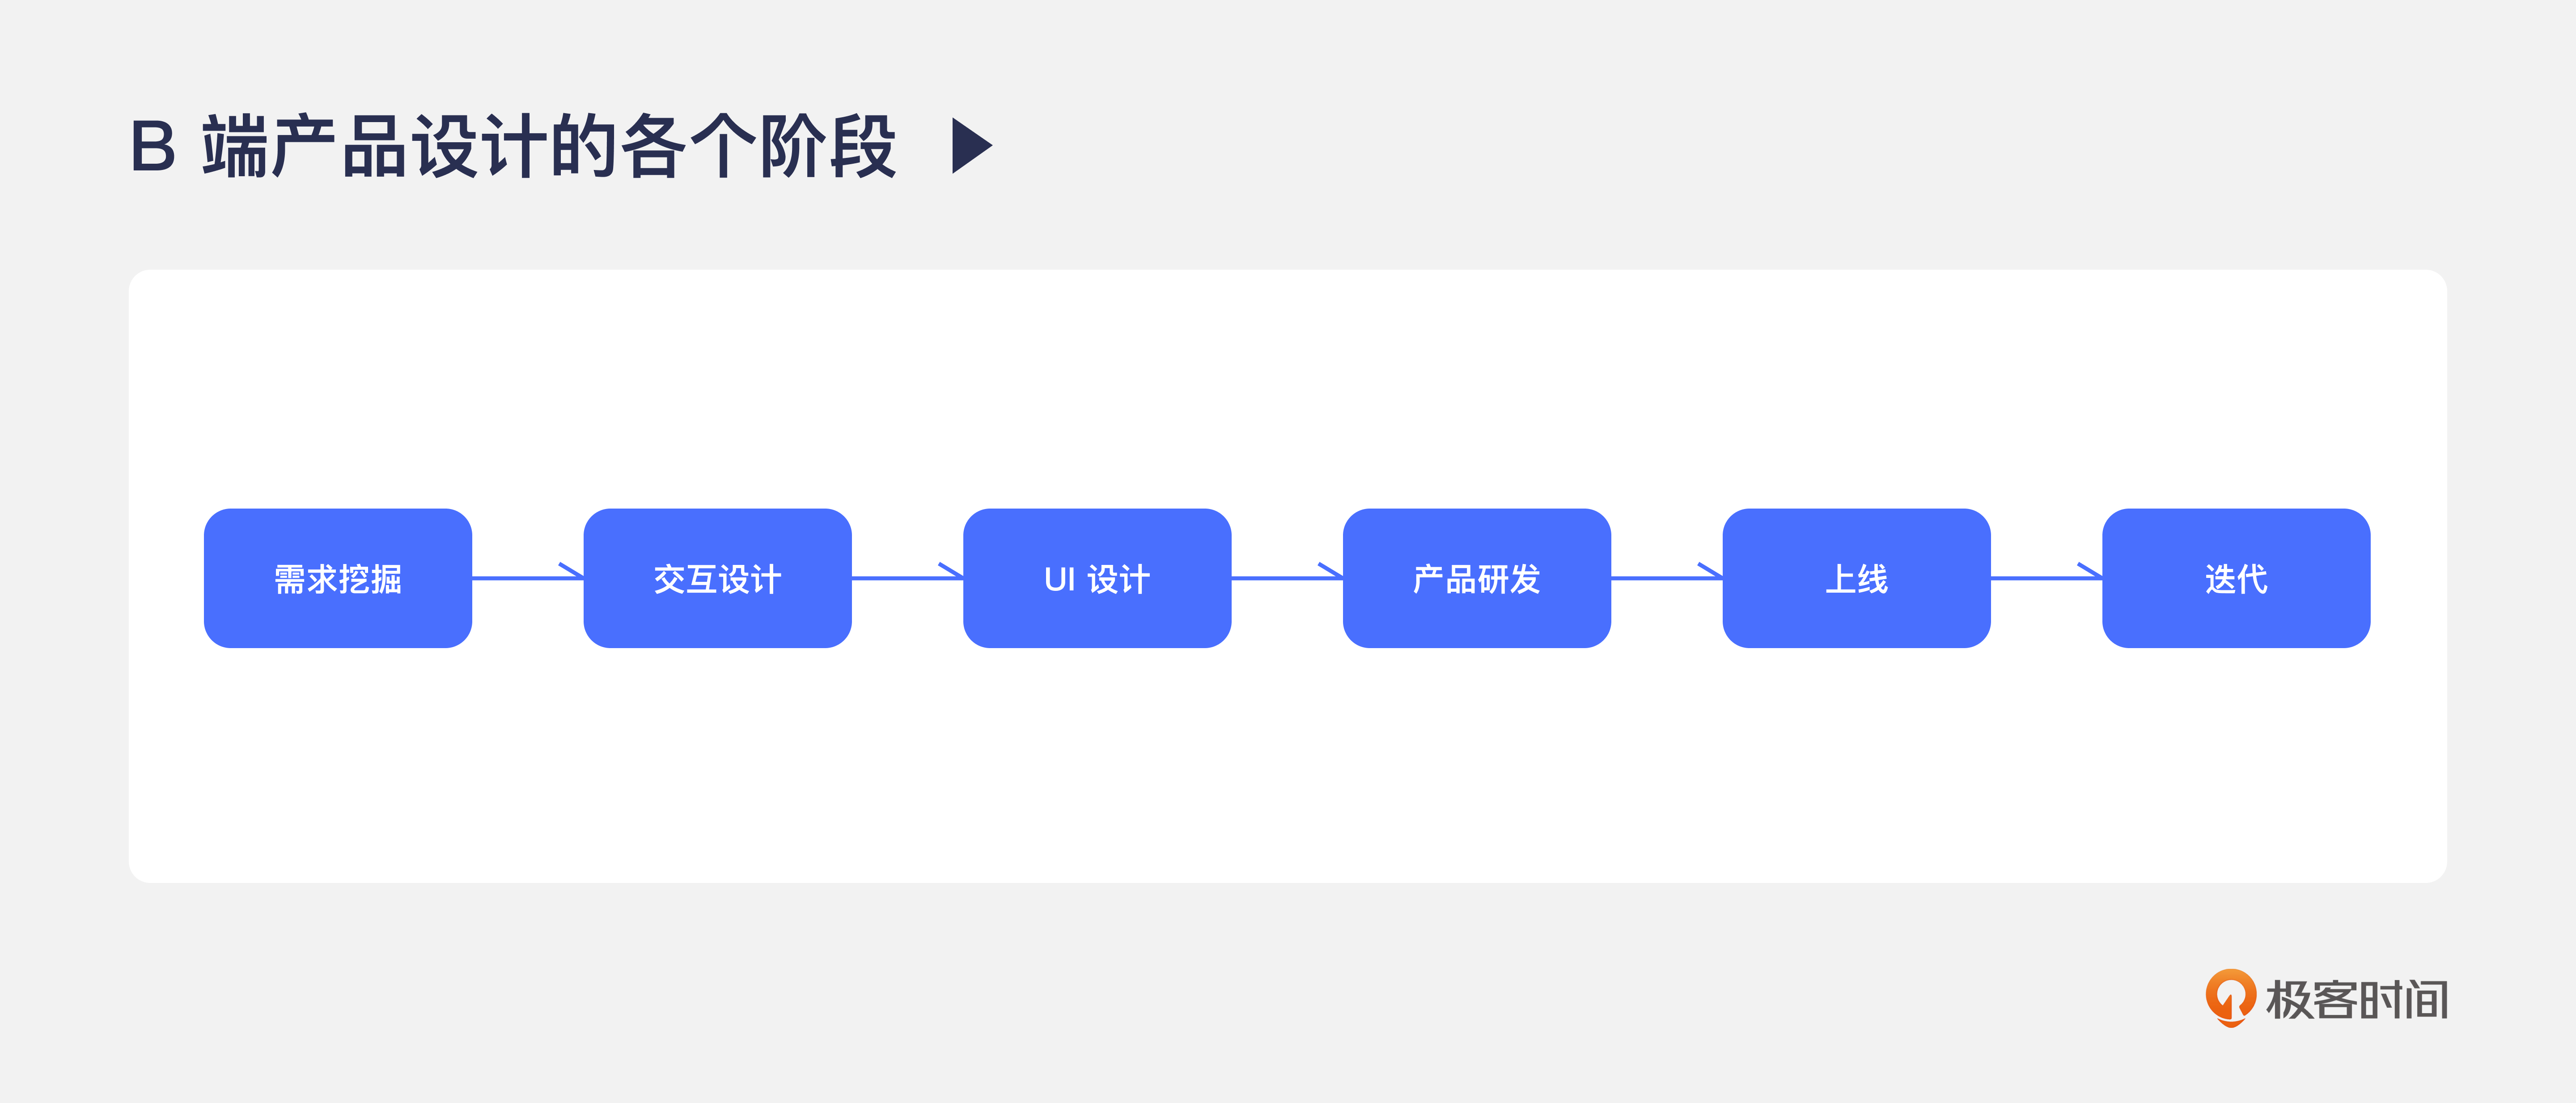 B 端产品设计的各个阶段
需求挖掘
交互设计
UI 设计
产品研发
上线
迭代
极客时间